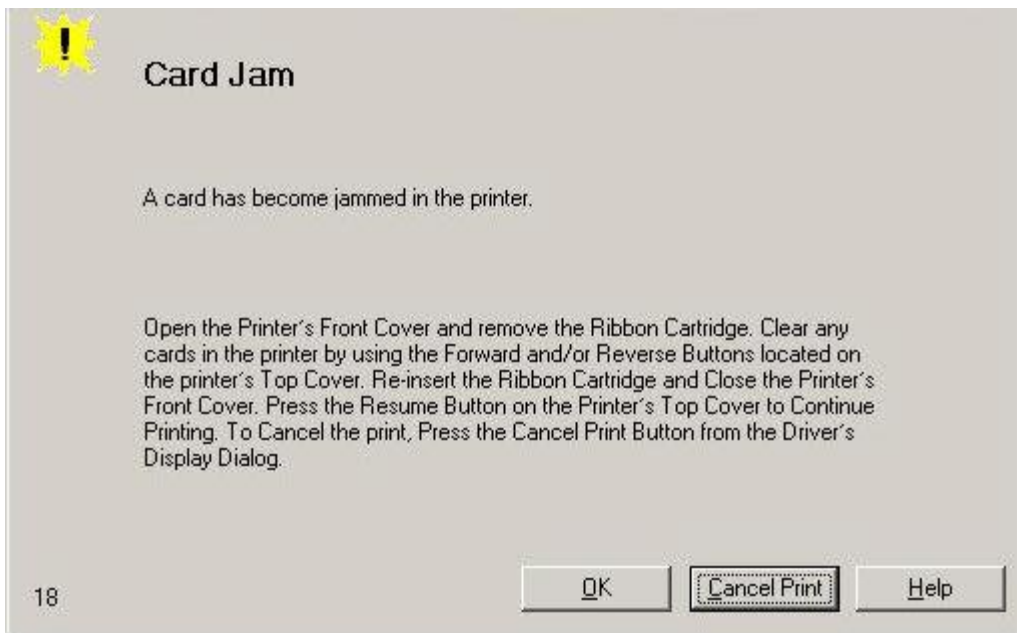 !
Card Jam
A card has become jammed in the printer.
Open the Printer´s Front Cover and remove the Ribbon Cartridge. Clear any
cards in the printer by using the Forward and/or Reverse Buttons located on
the printer´s Top Cover. Re-insert the Ribbon Cartridge and Close the Printer´s
Front Cover. Press the Resume Button on the Printer´s Top Cover to Continue
Printing. To Cancel the print, Press the Cancel Print Button from the Driver´s
Display Dialog.
18 OK Cancel Print Help